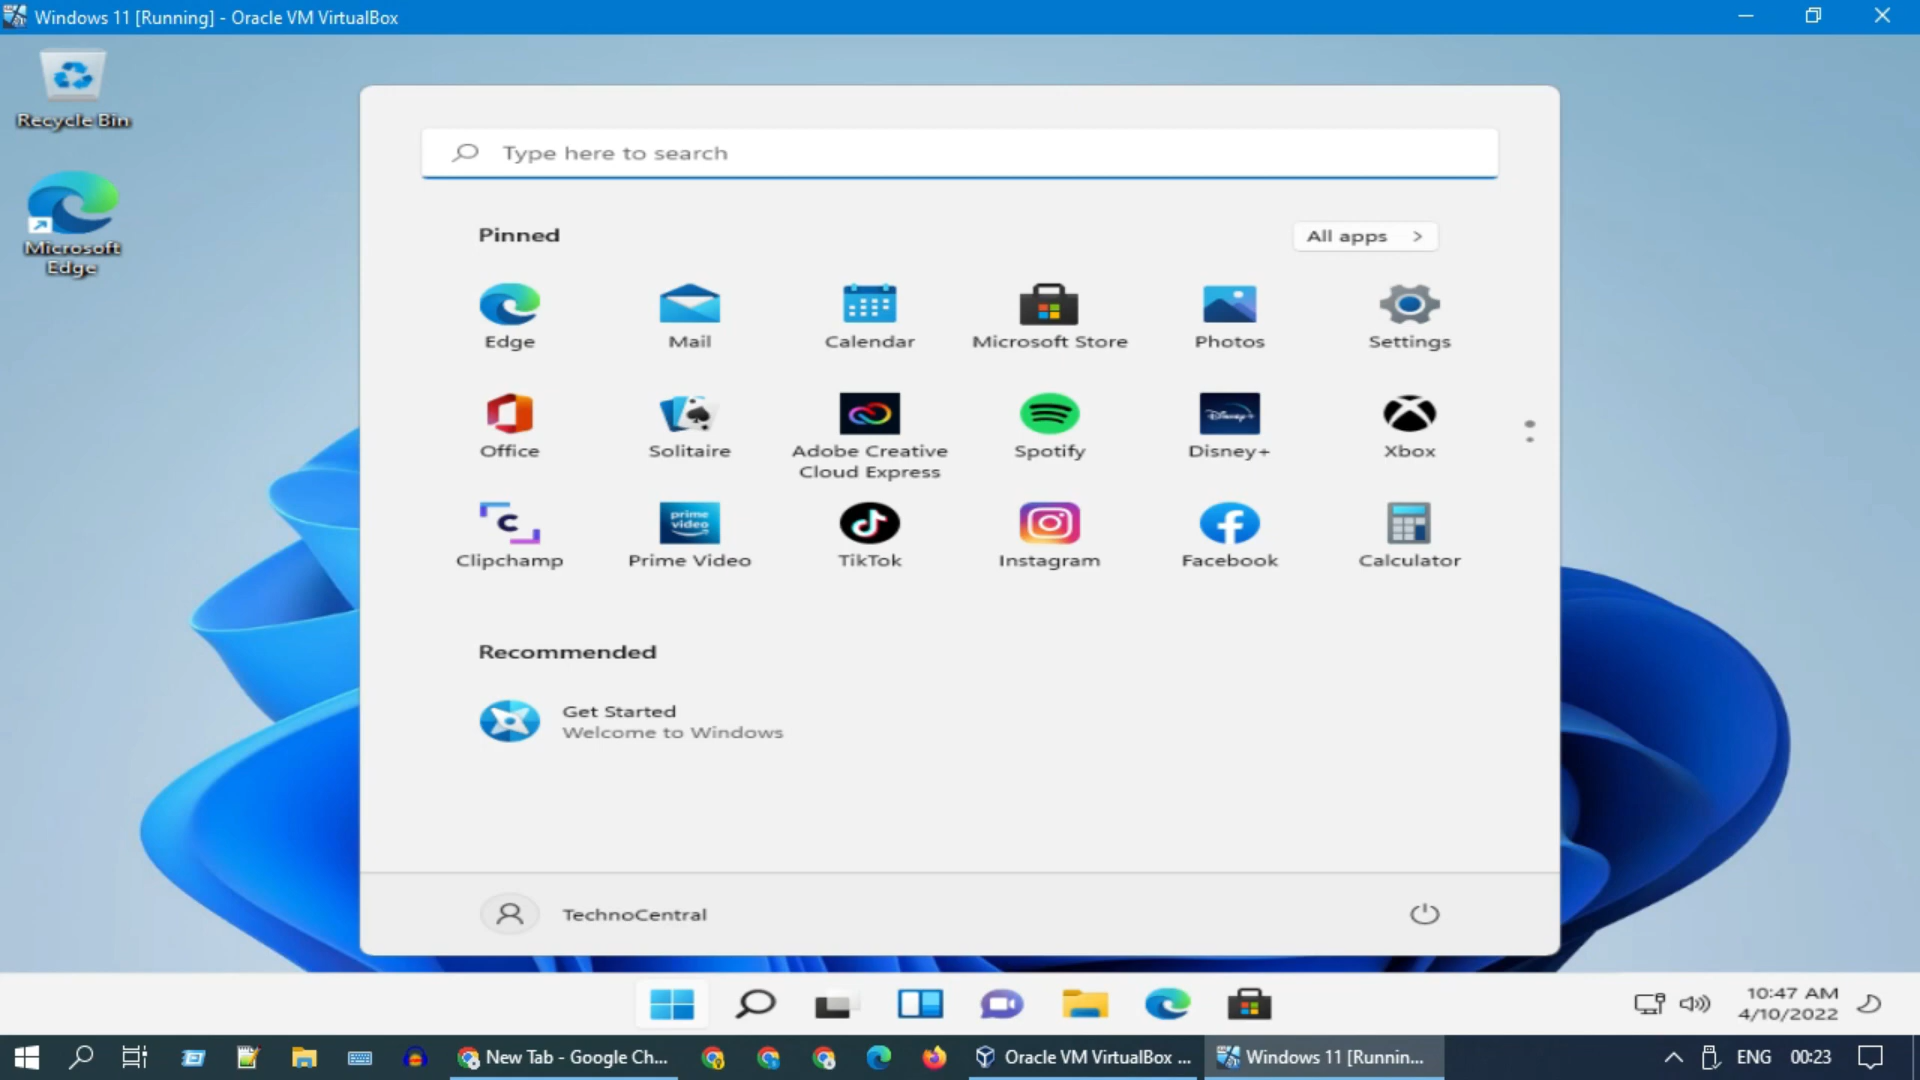 Windows 11 [Running] - Oracle VM VirtualBox
Recycle Bin
Microsoft
Edge
Type here to search
Pinned
All apps >
Edge
Mail
Calendar
Microsoft Store
Photos
Settings
Office
Solitaire
Adobe Creative
Cloud Express
Spotify
Disney+
Disney+
Xbox
C
Clipchamp
prime
video
Prime Video
TikTok
Instagram
Facebook
Calculator
Recommended
Get Started
Welcome to Windows
TechnoCentral
10:47 AM
4/10/2022
New Tab - Google Ch...
Oracle VM VirtualBox ...
Windows 11 [Runnin...
ENG
00:23